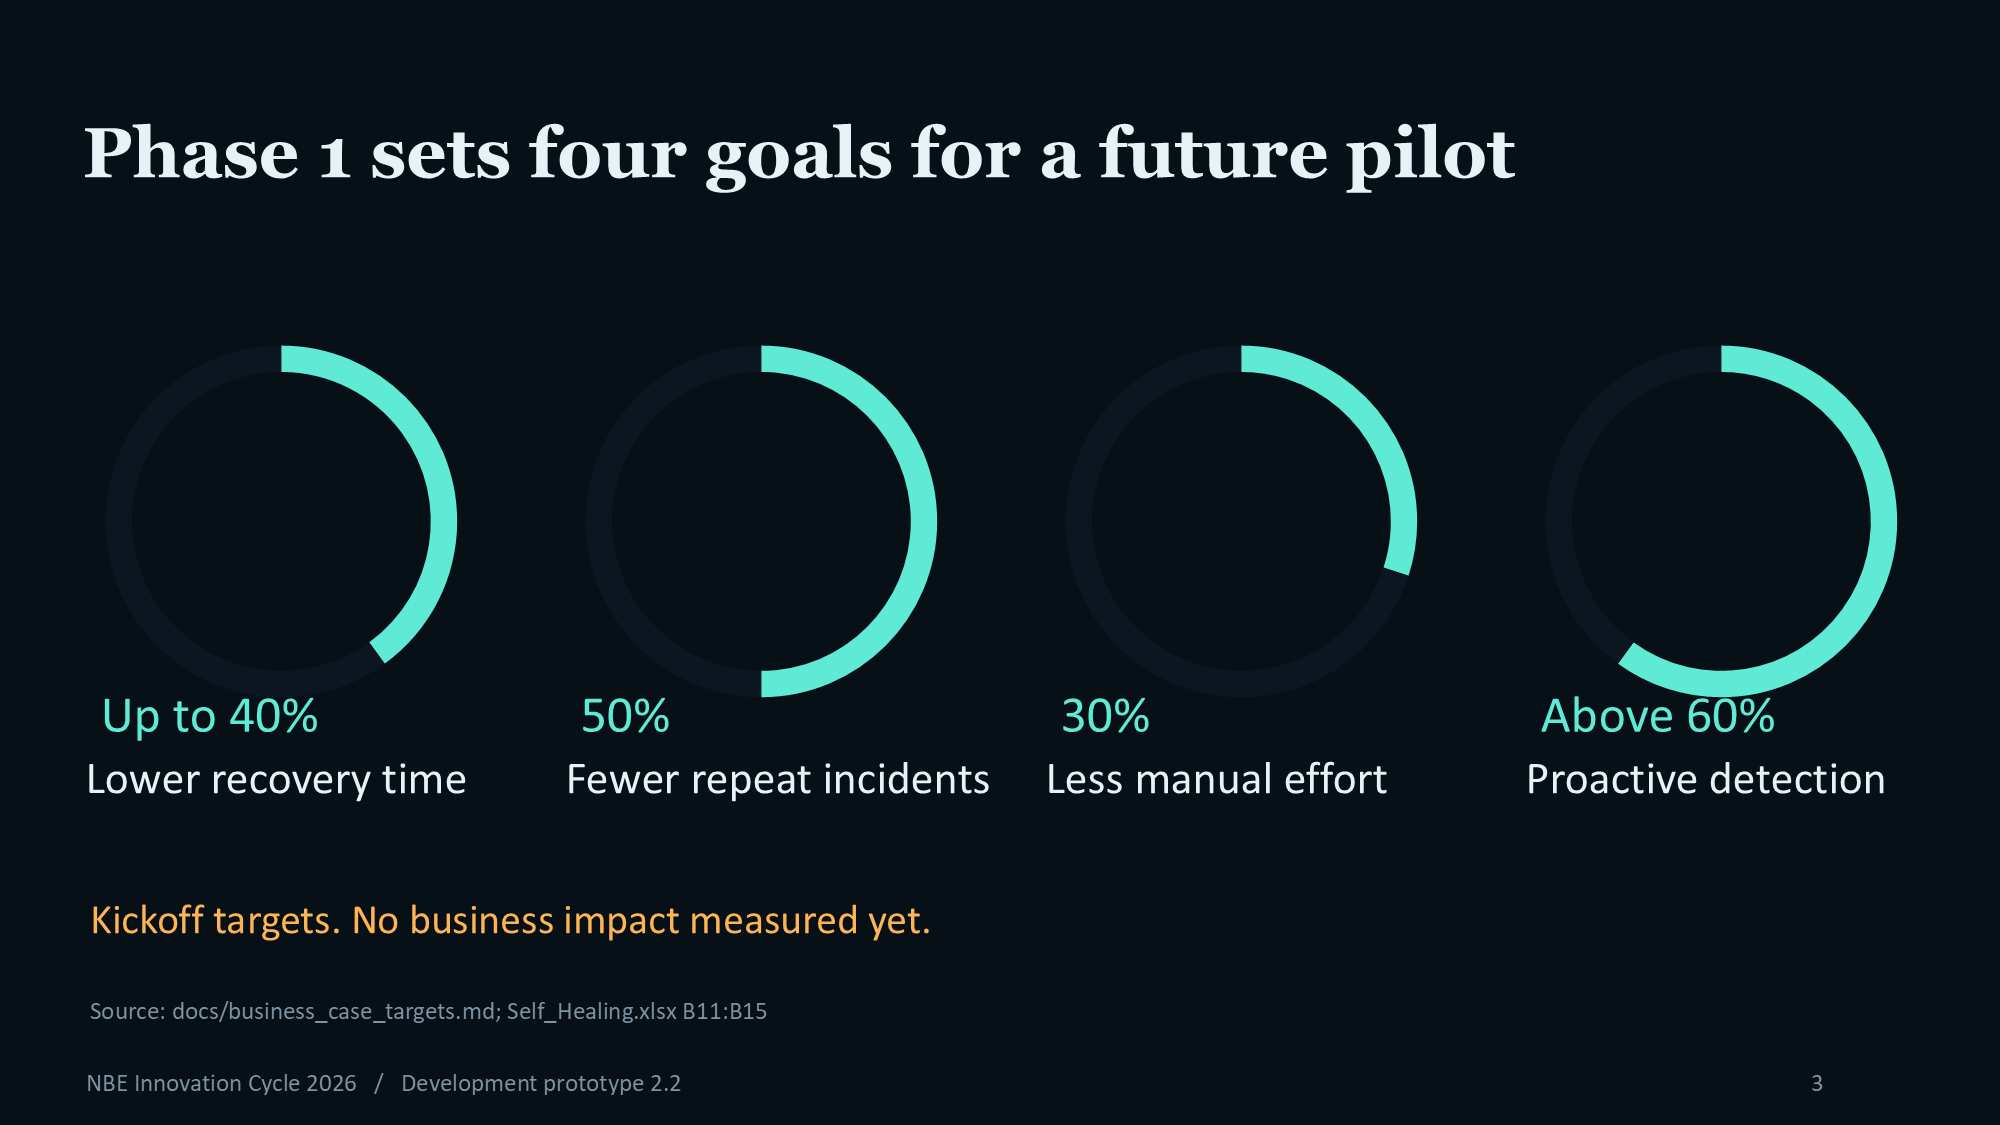 Phase 1 sets four goals for a future pilot
Up to 40%
Lower recovery time
50%
Fewer repeat incidents
30%
Less manual effort
Above 60%
Proactive detection
Kickoff targets. No business impact measured yet.
Source: docs/business_case_targets.md; Self_Healing.xlsx B11:B15
NBE Innovation Cycle 2026 / Development prototype 2.2
3